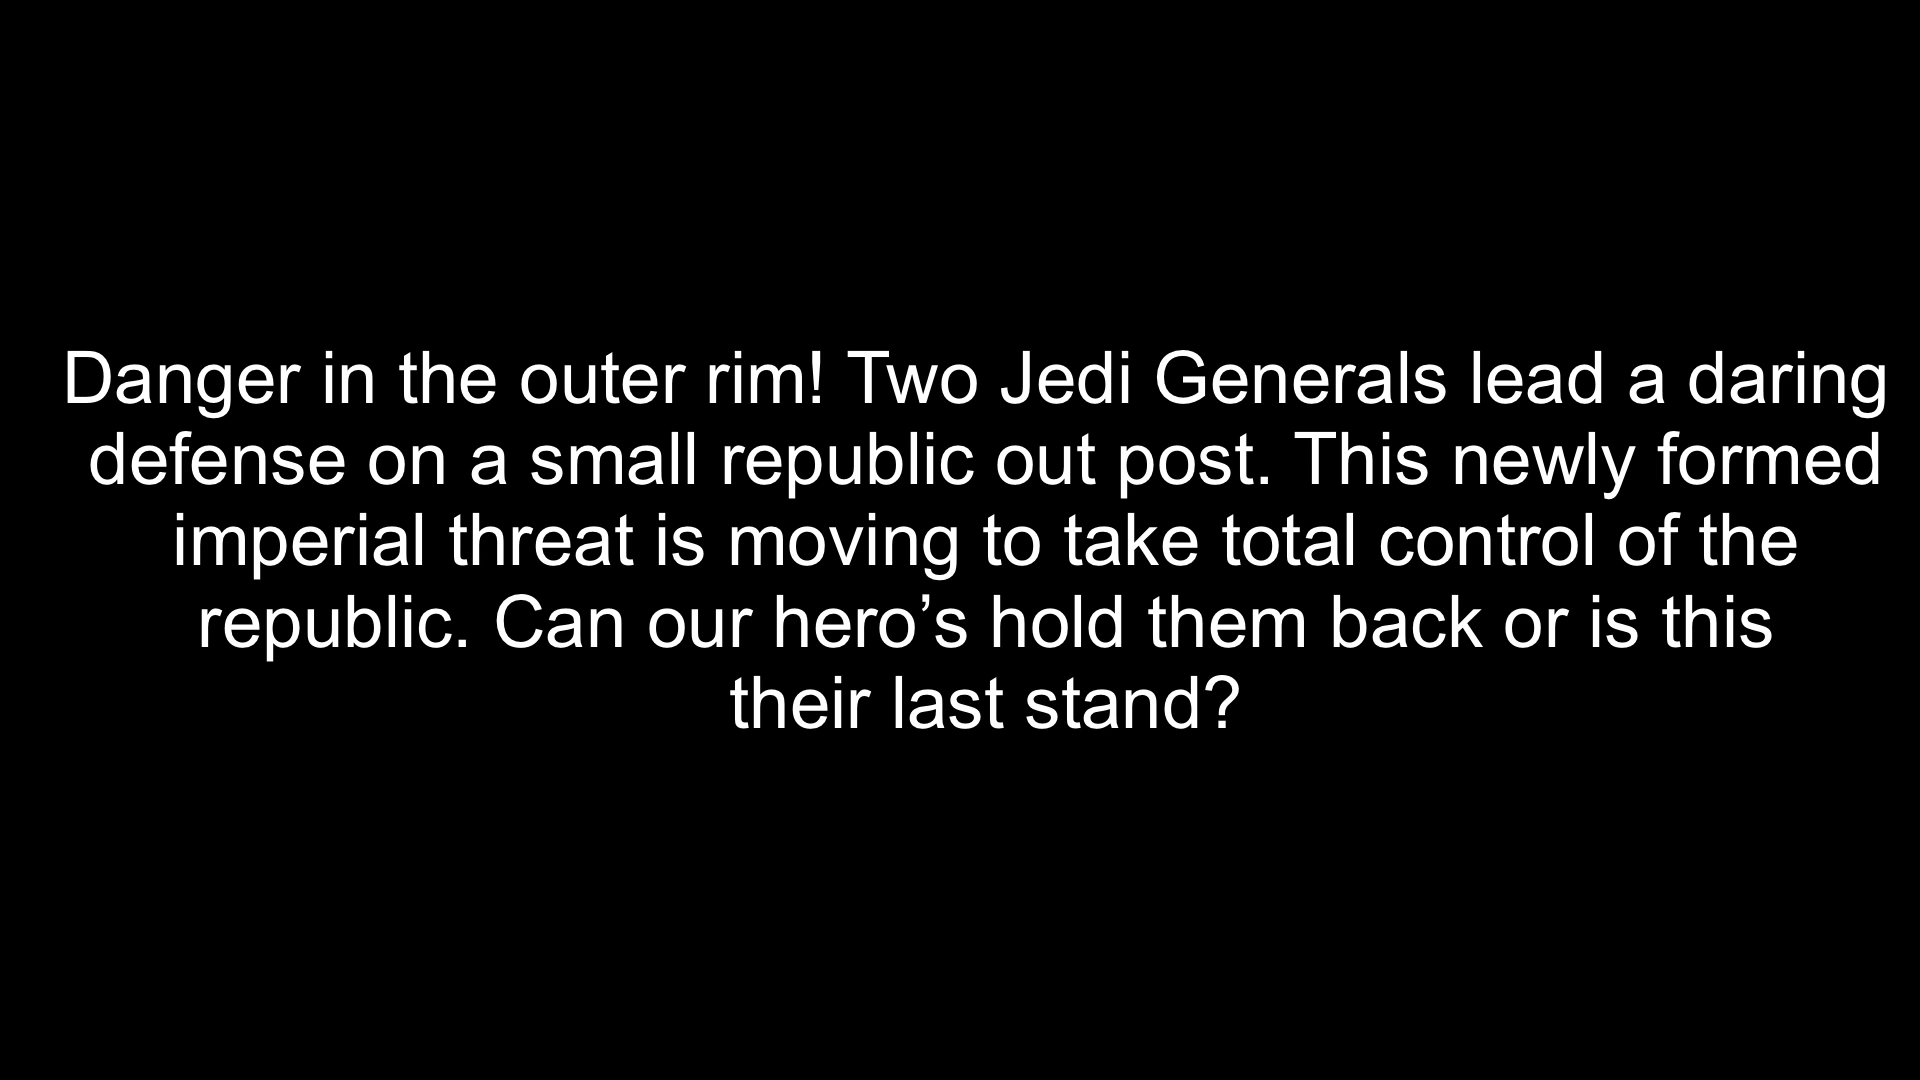 Danger in the outer rim! Two Jedi Generals lead a daring
defense on a small republic out post. This newly formed
imperial threat is moving to take total control of the
republic. Can our hero’s hold them back or is this
their last stand?